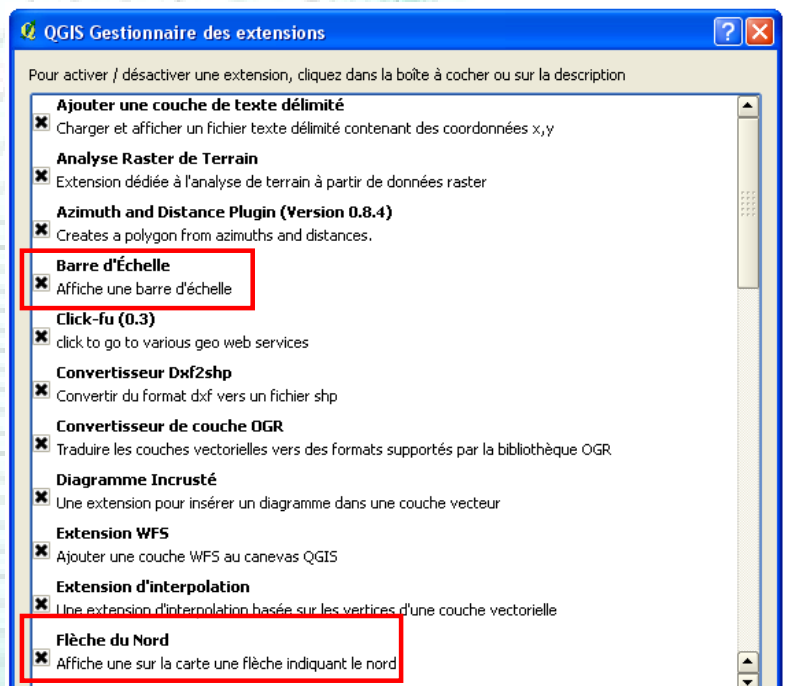 QGIS Gestionnaire des extensions
Pour activer / désactiver une extension, cliquez dans la boîte à cocher ou sur la description
Ajouter une couche de texte délimité
Charger et afficher un fichier texte délimité contenant des coordonnées x,y
Analyse Raster de Terrain
Extension dédiée à l'analyse de terrain à partir de données raster
Azimuth and Distance Plugin (Version 0.8.4)
Creates a polygon from azimuths and distances.
Barre d'Échelle
Affiche une barre d'échelle
Click-fu (0.3)
click to go to various geo web services
Convertisseur Dxf2shp
Convertir du format dxf vers un fichier shp
Convertisseur de couche OGR
Traduire les couches vectorielles vers des formats supportés par la bibliothèque OGR
Diagramme Incrusté
Une extension pour insérer un diagramme dans une couche vecteur
Extension WFS
Ajouter une couche WFS au canevas QGIS
Extension d'interpolation
Une extension d'interpolation basée sur les vertices d'une couche vectorielle
Flèche du Nord
Affiche une sur la carte une flèche indiquant le nord